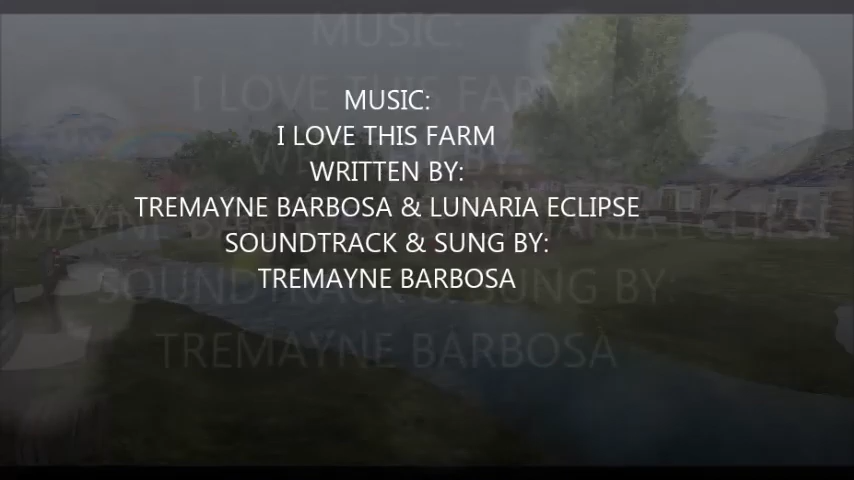 MUSIC:
I LOVE THIS FARM
WRITTEN BY:
TREMAYNE BARBOSA & LUNARIA ECLIPSE
SOUNDTRACK & SUNG BY:
TREMAYNE BARBOSA